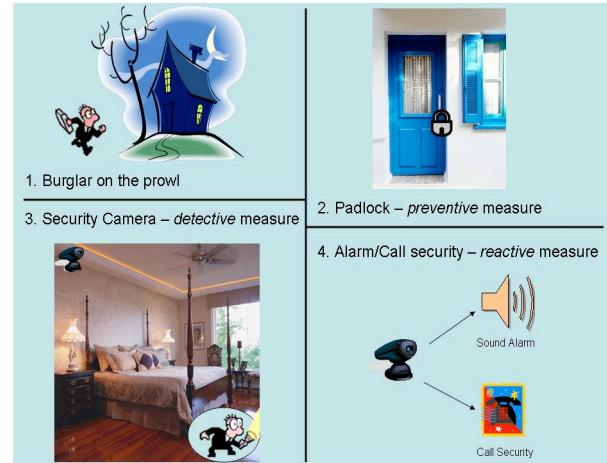 1. Burglar on the prowl
2. Padlock – preventive measure
3. Security Camera – detective measure
4. Alarm/Call security – reactive measure
Sound Alarm
Call Security